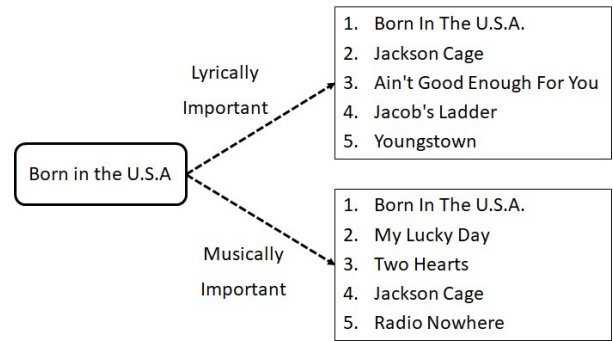 Born in the U.S.A
Lyrically
Important
1. Born In The U.S.A.
2. Jackson Cage
3. Ain't Good Enough For You
4. Jacob's Ladder
5. Youngstown
Musically
Important
1. Born In The U.S.A.
2. My Lucky Day
3. Two Hearts
4. Jackson Cage
5. Radio Nowhere